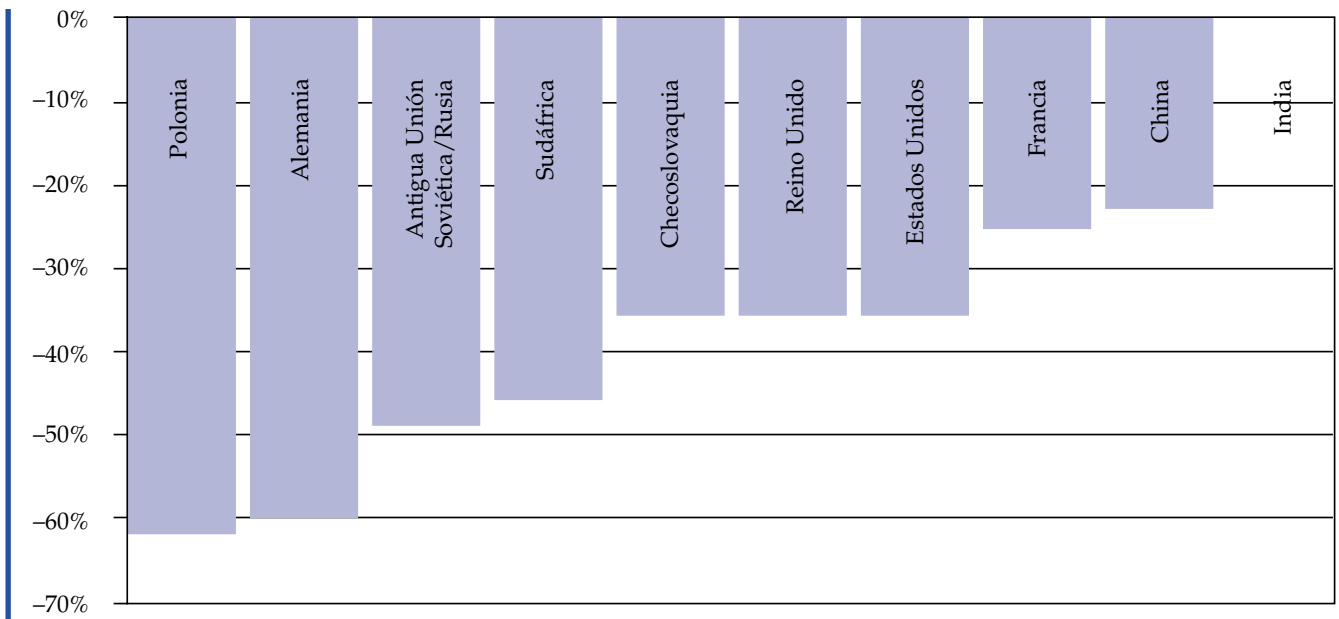 0%
–10%
–20%
–30%
–40%
–50%
–60%
–70%
Polonia
Alemania
Antigua Unión
Soviética/Rusia
Sudáfrica
Checoslovaquia
Reino Unido
Estados Unidos
Francia
China
India